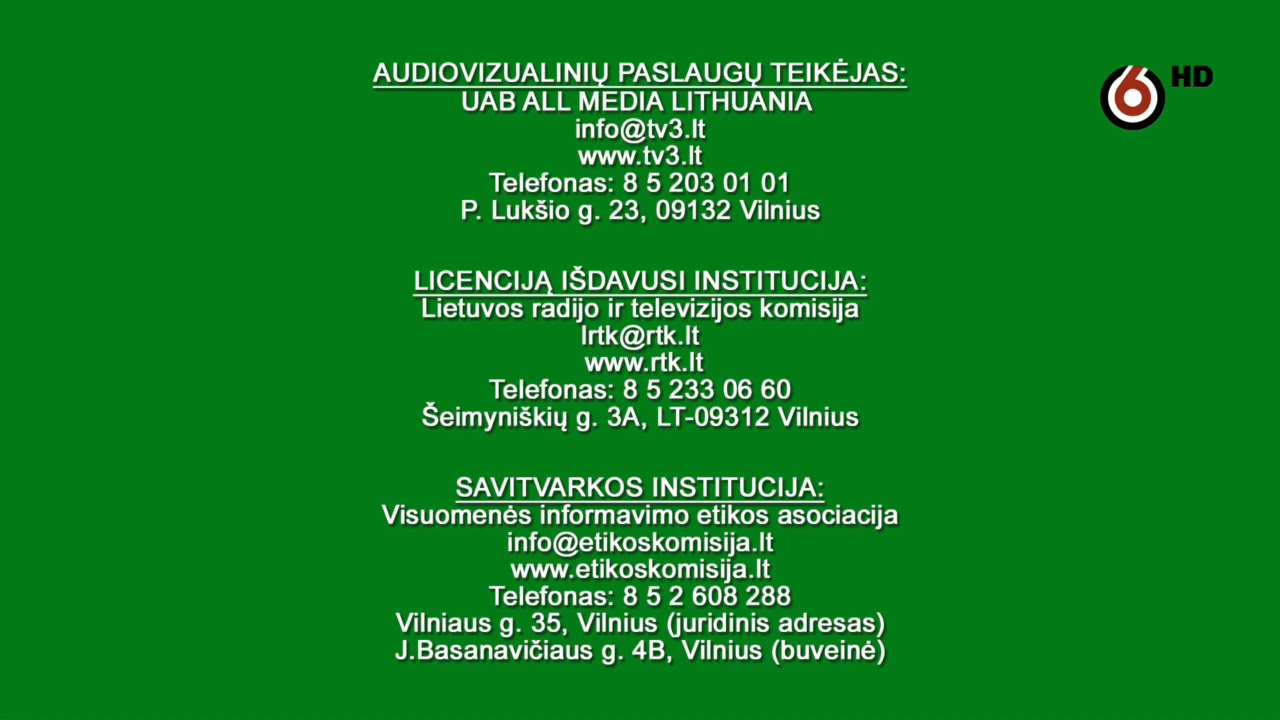 AUDIOVIZUALINIŲ PASLAUGŲ TEIKĖJAS:
UAB ALL MEDIA LITHUANIA
info@tv3.lt
www.tv3.lt
Telefonas: 8 5 203 01 01
P. Lukšio g. 23, 09132 Vilnius
LICENCIJĄ IŠDAVUSI INSTITUCIJA:
Lietuvos radijo ir televizijos komisija
lrtk@rtk.lt
www.rtk.lt
Telefonas: 8 5 233 06 60
Šeimyniškių g. 3A, LT-09312 Vilnius
SAVITVARKOS INSTITUCIJA:
Visuomenės informavimo etikos asociacija
info@etikoskomisija.lt
www.etikoskomisija.lt
Telefonas: 8 5 2 608 288
Vilniaus g. 35, Vilnius (juridinis adresas)
J.Basanavičiaus g. 4B, Vilnius (buveinė)
6 HD